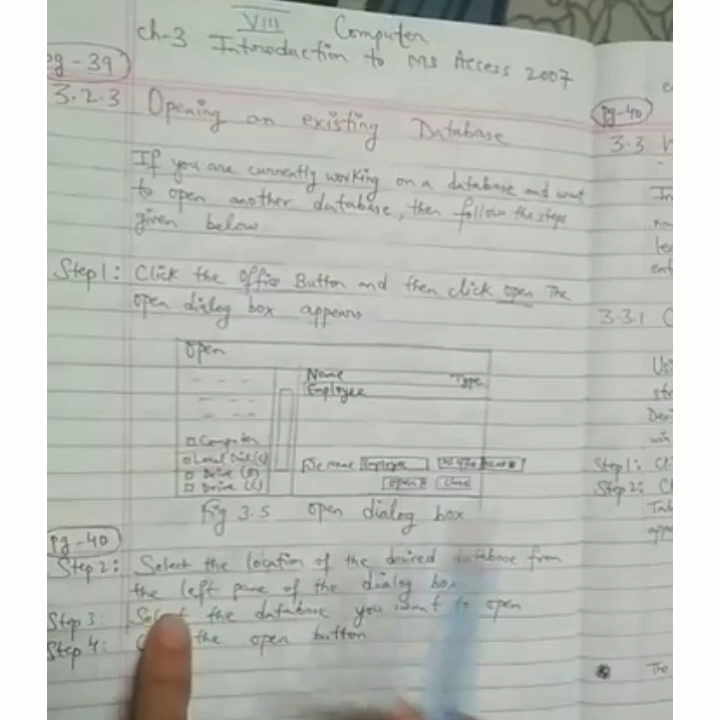 VIII Computer
Ch-3 Introduction to Ms Access 2007
pg-39
3.2.3 Opening an existing Database
If you are currently working on a database and want
to open another database, then follow the steps
given below
Step 1: Click the office Button and then click open The
open dialog box appears
Open
Name Type
Employee
Computer
Local Disk (C)
Drive (D)
Drive (E)
File name Employee
Open Close
Fig 3.5 open dialog box
Pg-40
Step 2: Select the location of the desired database from
the left pane of the dialog box
Step 3: Select the database you want to open
Step 4: the open button
Pg-40
3.3
In
3.3.1
Step 1: Cl
Step 2: Cl
Tab
The